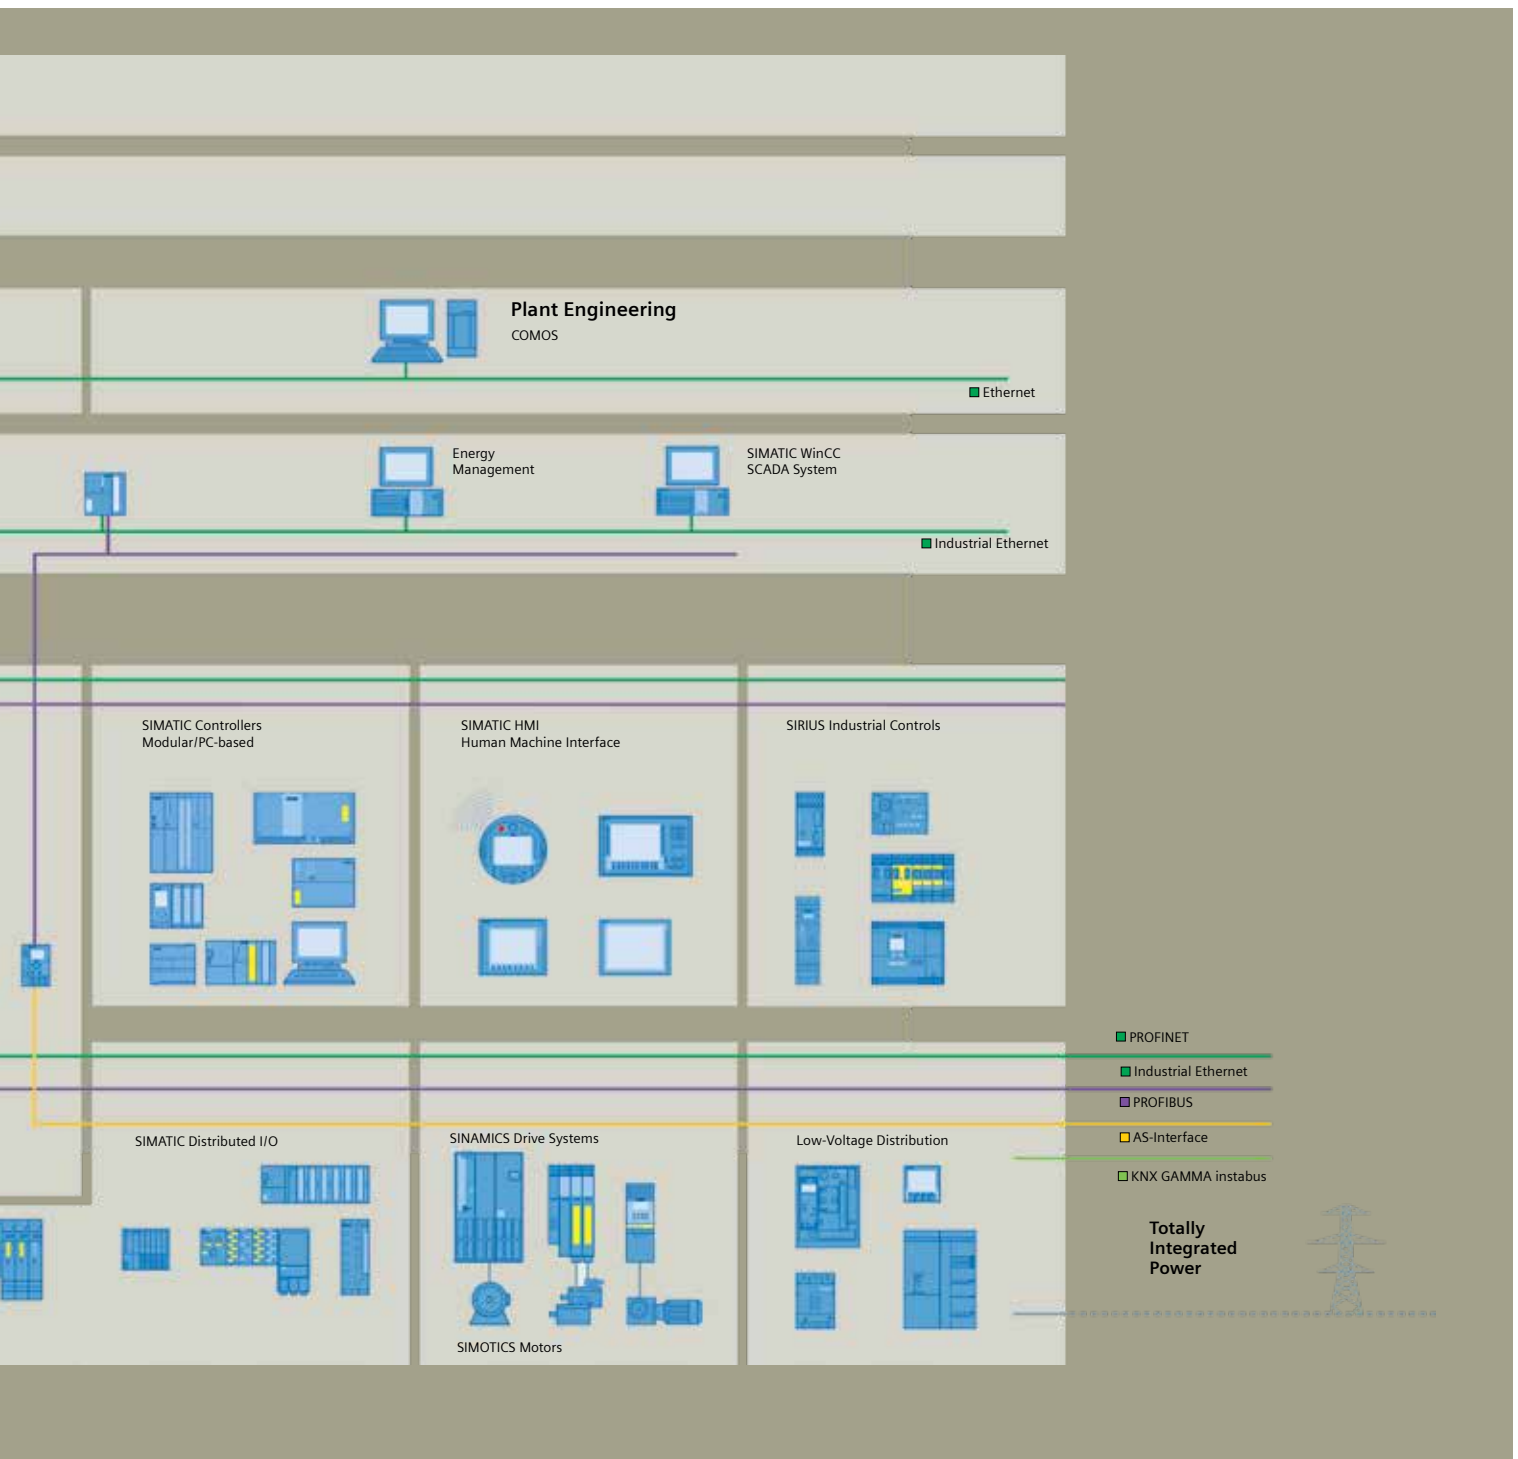 Plant Engineering
COMOS
Ethernet
Energy
Management
SIMATIC WinCC
SCADA System
Industrial Ethernet
SIMATIC Controllers
Modular/PC-based
SIMATIC HMI
Human Machine Interface
SIRIUS Industrial Controls
PROFINET
Industrial Ethernet
PROFIBUS
AS-Interface
KNX GAMMA instabus
SIMATIC Distributed I/O
SINAMICS Drive Systems
Low-Voltage Distribution
SIMOTICS Motors
Totally
Integrated
Power